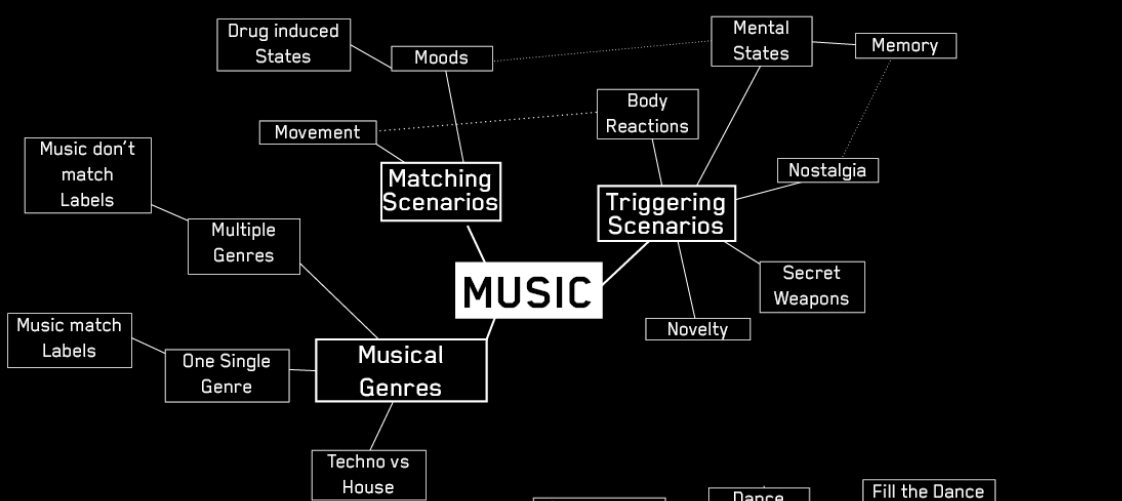 Drug induced
States
Moods
Mental
States
Memory
Movement
Body
Reactions
Music don't
match
Labels
Matching
Scenarios
Nostalgia
Triggering
Scenarios
Multiple
Genres
MUSIC
Secret
Weapons
Novelty
Music match
Labels
One Single
Genre
Musical
Genres
Techno vs
House
Dance
Fill the Dance